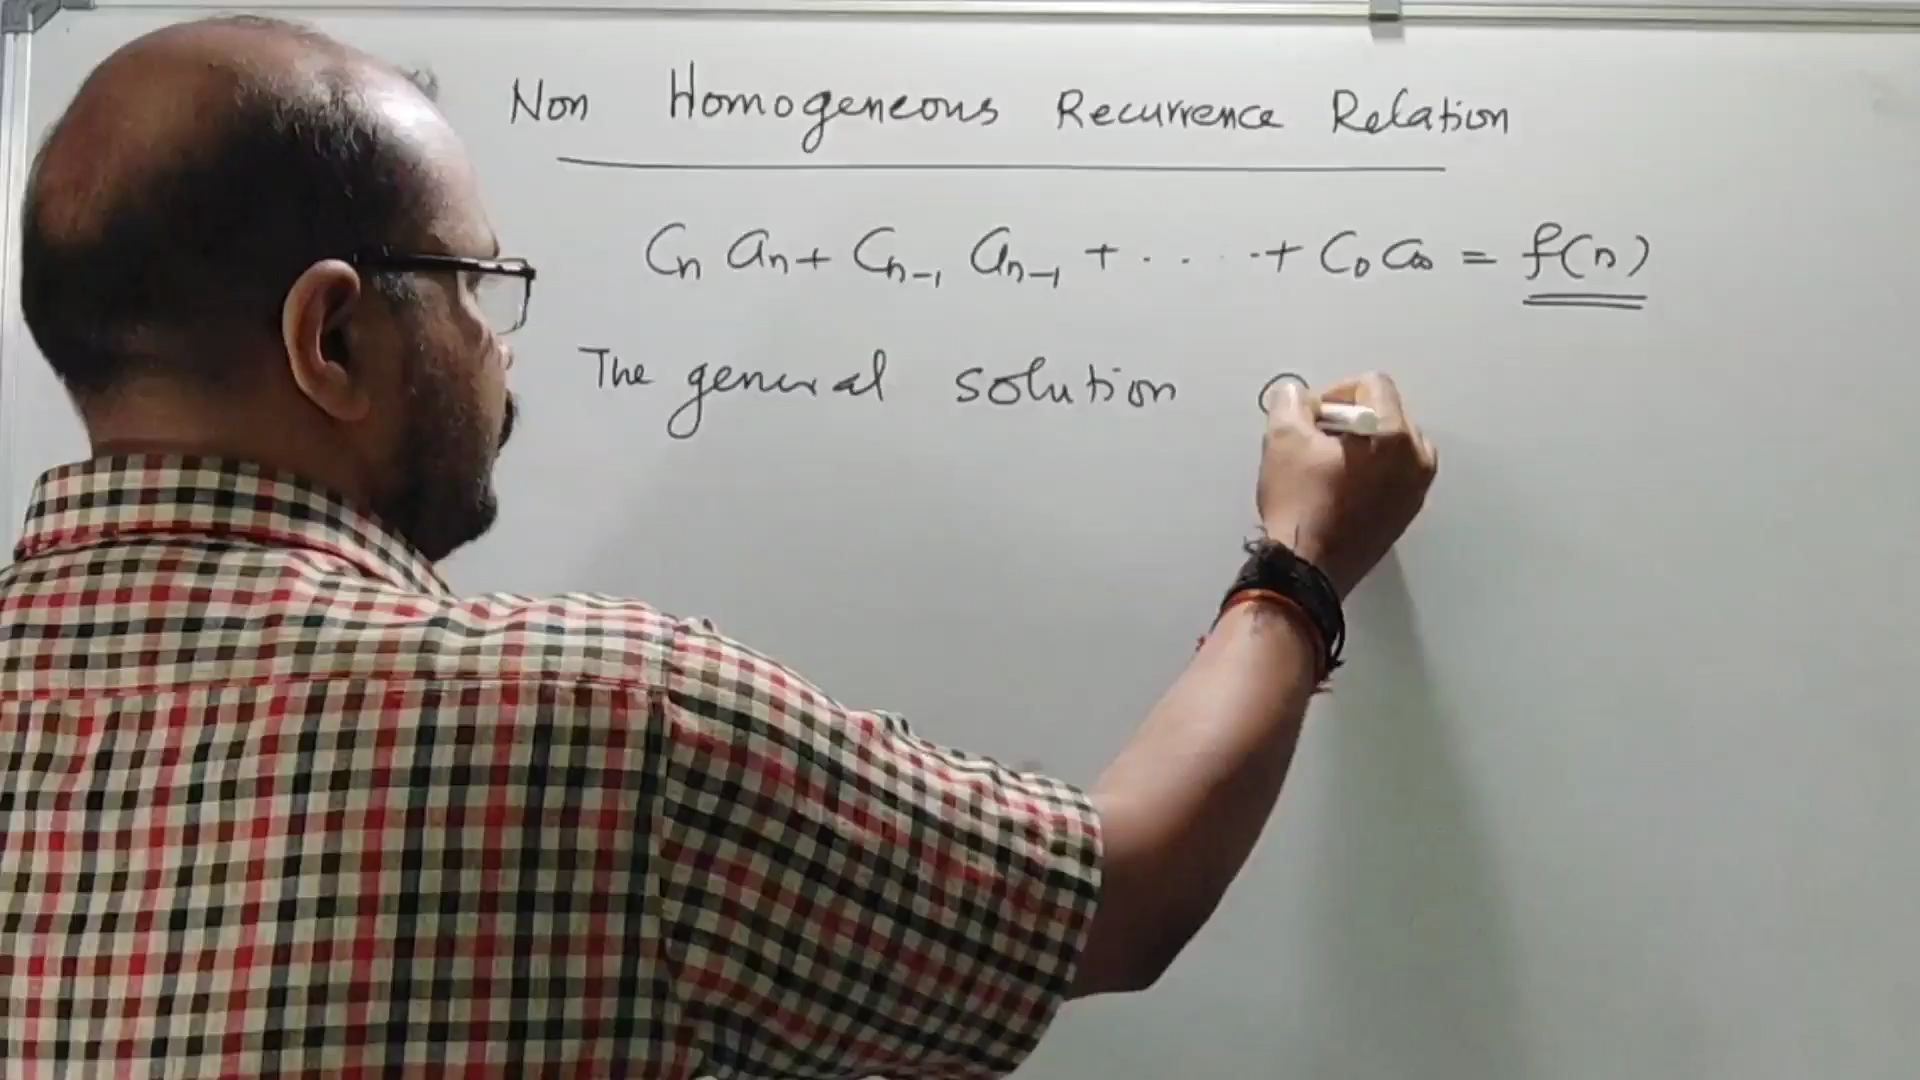 Non Homogeneous Recurrence Relation
Cn an + Cn-1 an-1 + . . . . + C0 a0 = f(n)
The general solution